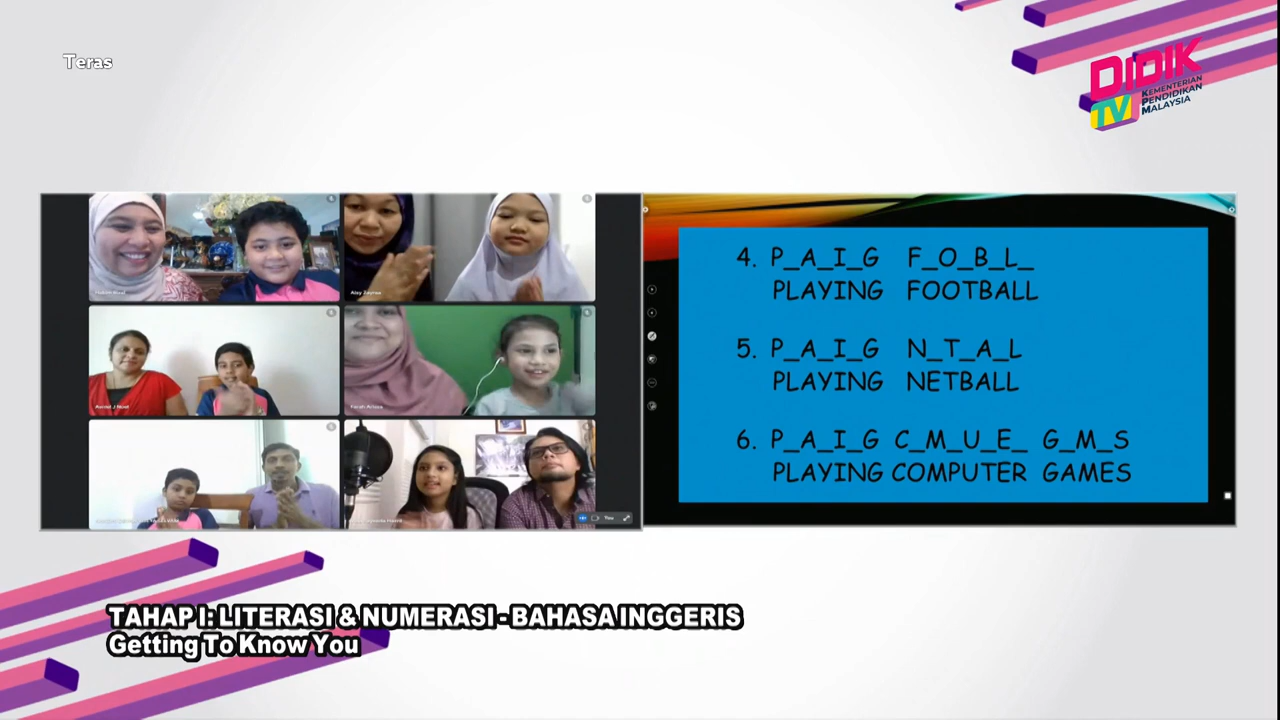 Teras
DIDIK
TV
KEMENTERIAN
PENDIDIKAN
MALAYSIA
4. P_A_I_G F_O_B_L_
PLAYING FOOTBALL
5. P_A_I_G N_T_A_L
PLAYING NETBALL
6. P_A_I_G C_M_U_E_ G_M_S
PLAYING COMPUTER GAMES
You
TAHAP I: LITERASI & NUMERASI - BAHASA INGGERIS
Getting To Know You